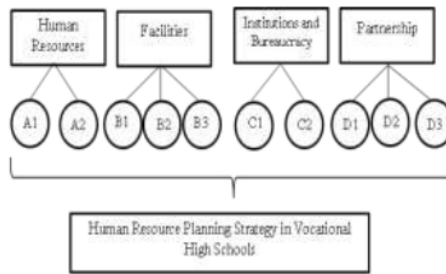 Human
Resources
Facilities
Institutions and
Bureaucracy
Partnership
A1
A2
B1
B2
B3
C1
C2
D1
D2
D3
Human Resource Planning Strategy in Vocational
High Schools